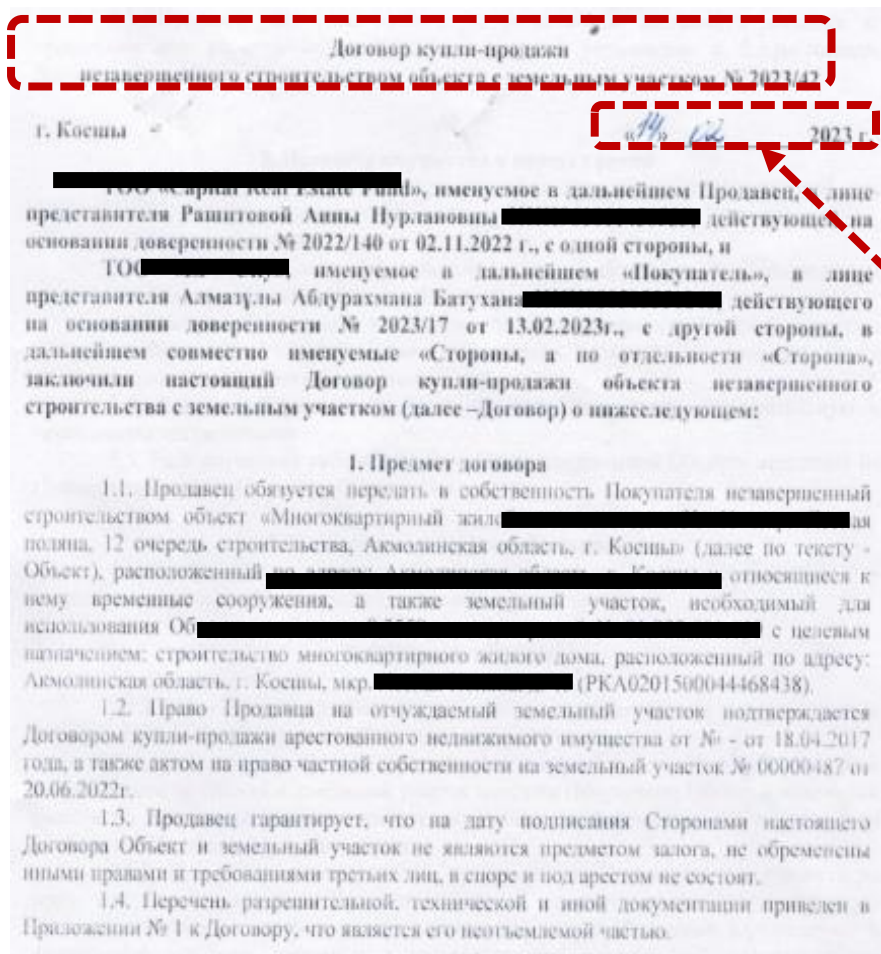 Договор купли-продажи
незавершенного строительством объекта с земельным участком № 2023/42
г. Косшы «14» 02 2023 г.
ТОО «Capital Real Estate Fund», именуемое в дальнейшем Продавец, в лице
представителя Рашитовой Анны Нурлановны действующей на
основании доверенности № 2022/140 от 02.11.2022 г., с одной стороны, и
ТОО именуемое в дальнейшем «Покупатель», в лице
представителя Алмазұлы Абдурахмана Батухана действующего
на основании доверенности № 2023/17 от 13.02.2023г., с другой стороны, в
дальнейшем совместно именуемые «Стороны, а по отдельности «Сторона»,
заключили настоящий Договор купли-продажи объекта незавершенного
строительства с земельным участком (далее –Договор) о нижеследующем:
1. Предмет договора
1.1. Продавец обязуется передать в собственность Покупателя незавершенный
строительством объект «Многоквартирный жило ая
поляна, 12 очередь строительства, Акмолинская область, г. Косшы» (далее по тексту -
Объект), расположенный относящиеся к
нему временные сооружения, а также земельный участок, необходимый для
использования Об с целевым
назначением: строительство многоквартирного жилого дома, расположенный по адресу:
Акмолинская область, г. Косшы, мкр. (РКА0201500044468438).
1.2. Право Продавца на отчуждаемый земельный участок подтверждается
Договором купли-продажи арестованного недвижимого имущества от № - от 18.04.2017
года, а также актом на право частной собственности на земельный участок № 00000487 от
20.06.2022г.
1.3. Продавец гарантирует, что на дату подписания Сторонами настоящего
Договора Объект и земельный участок не являются предметом залога, не обременены
иными правами и требованиями третьих лиц, в споре и под арестом не состоят.
1.4. Перечень разрешительной, технической и иной документации приведен в
Приложении № 1 к Договору, что является его неотъемлемой частью.